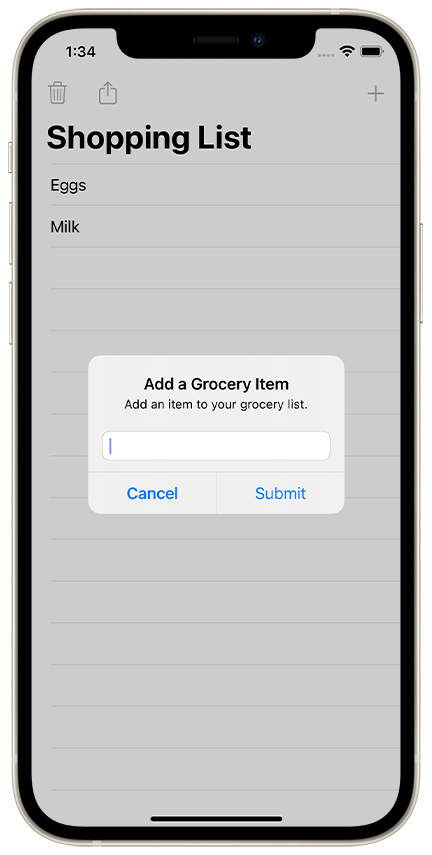 1:34
Shopping List
Eggs
Milk
Add a Grocery Item
Add an item to your grocery list.
Cancel Submit